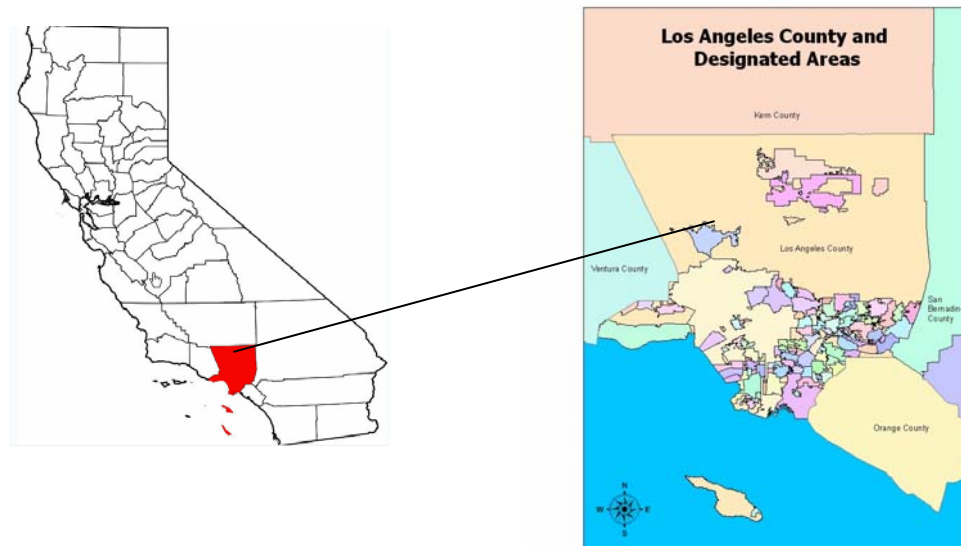 Los Angeles County and
Designated Areas
Kern County
Los Angeles County
Ventura County
San
Bernadino
County
Orange County
N
W
E
S